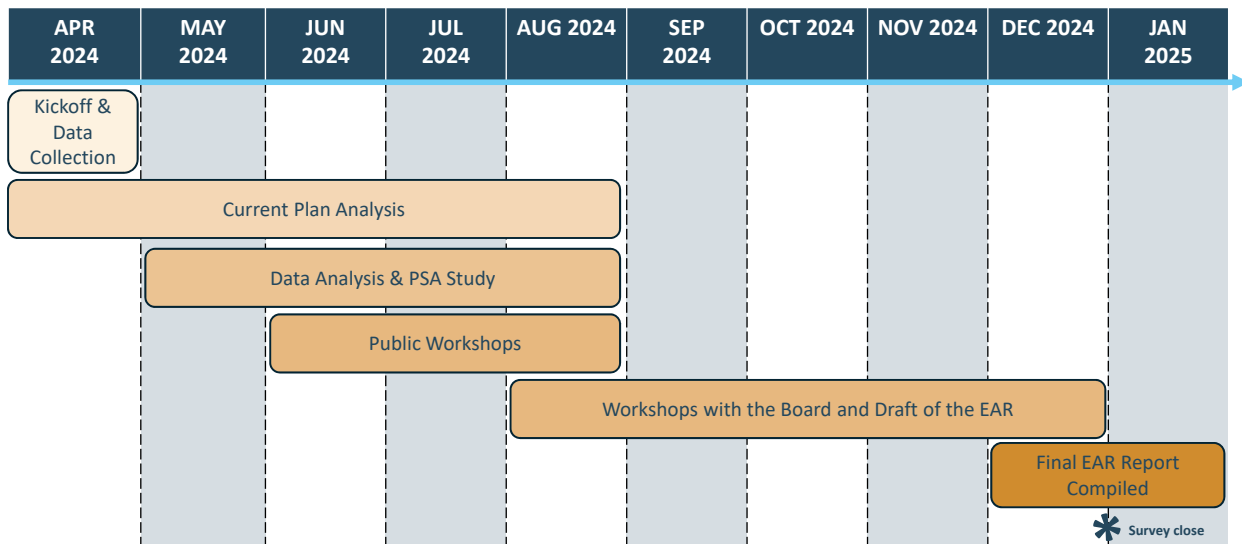 APR
2024
MAY
2024
JUN
2024
JUL
2024
AUG 2024
SEP
2024
OCT 2024
NOV 2024
DEC 2024
JAN
2025
Kickoff &
Data
Collection
Current Plan Analysis
Data Analysis & PSA Study
Public Workshops
Workshops with the Board and Draft of the EAR
Final EAR Report
Compiled
Survey close